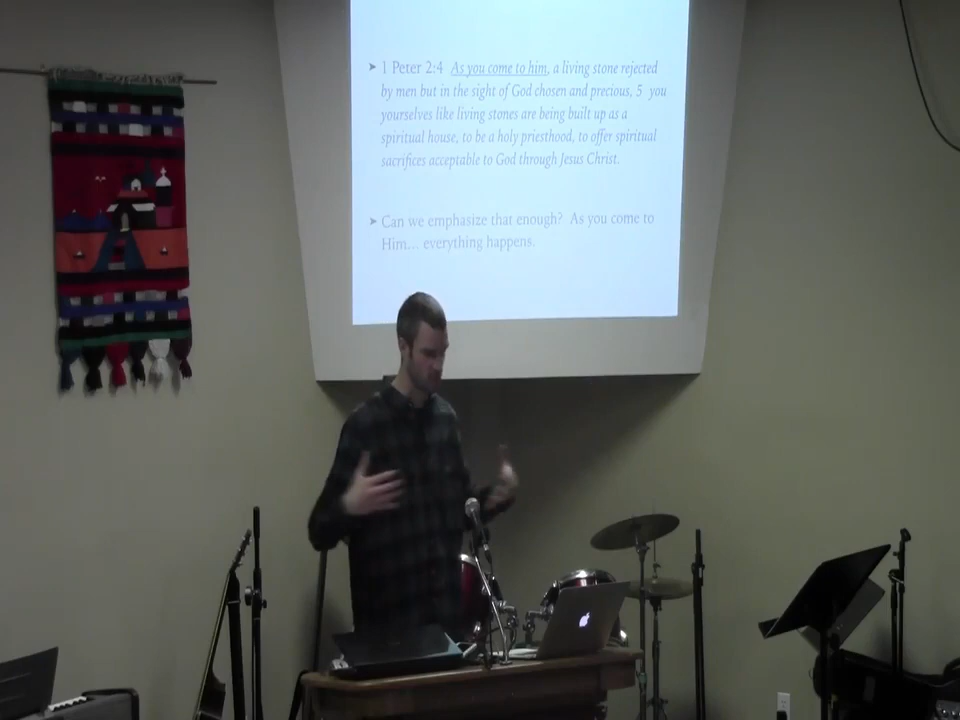 ➤ 1 Peter 2:4 As you come to him, a living stone rejected
by men but in the sight of God chosen and precious, 5 you
yourselves like living stones are being built up as a
spiritual house, to be a holy priesthood, to offer spiritual
sacrifices acceptable to God through Jesus Christ.
➤ Can we emphasize that enough? As you come to
Him... everything happens.